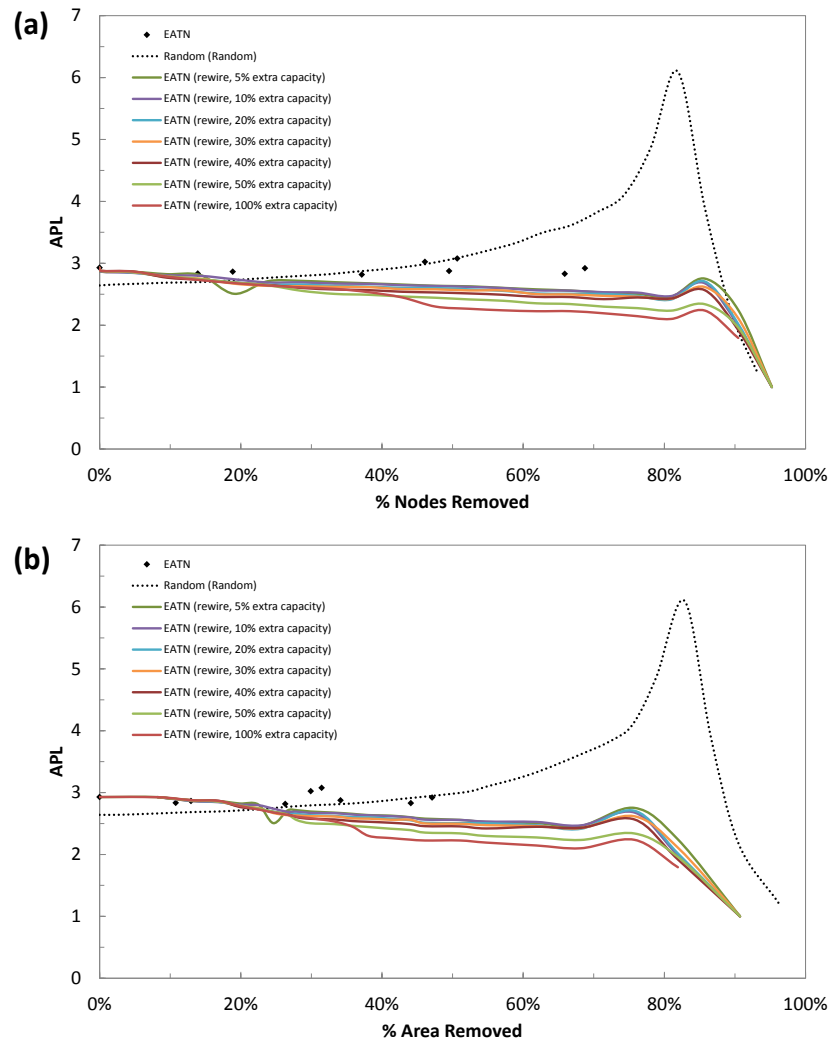 (a)
7
6
5
4
3
2
1
0
APL
EATN
Random (Random)
EATN (rewire, 5% extra capacity)
EATN (rewire, 10% extra capacity)
EATN (rewire, 20% extra capacity)
EATN (rewire, 30% extra capacity)
EATN (rewire, 40% extra capacity)
EATN (rewire, 50% extra capacity)
EATN (rewire, 100% extra capacity)
0% 20% 40% 60% 80% 100%
% Nodes Removed
(b)
7
6
5
4
3
2
1
0
APL
EATN
Random (Random)
EATN (rewire, 5% extra capacity)
EATN (rewire, 10% extra capacity)
EATN (rewire, 20% extra capacity)
EATN (rewire, 30% extra capacity)
EATN (rewire, 40% extra capacity)
EATN (rewire, 50% extra capacity)
EATN (rewire, 100% extra capacity)
0% 20% 40% 60% 80% 100%
% Area Removed